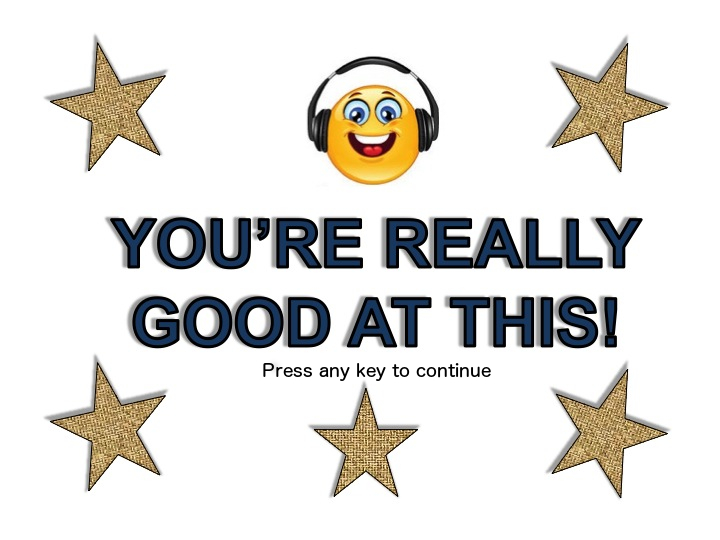 YOU’RE REALLY
GOOD AT THIS!
Press any key to continue